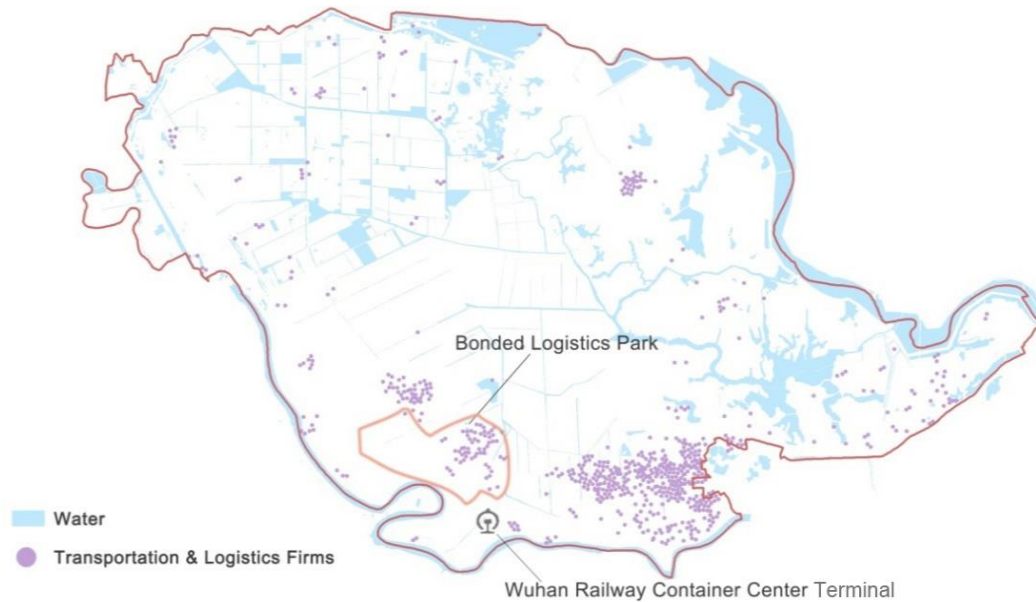 Bonded Logistics Park
Water
Transportation & Logistics Firms
Wuhan Railway Container Center Terminal